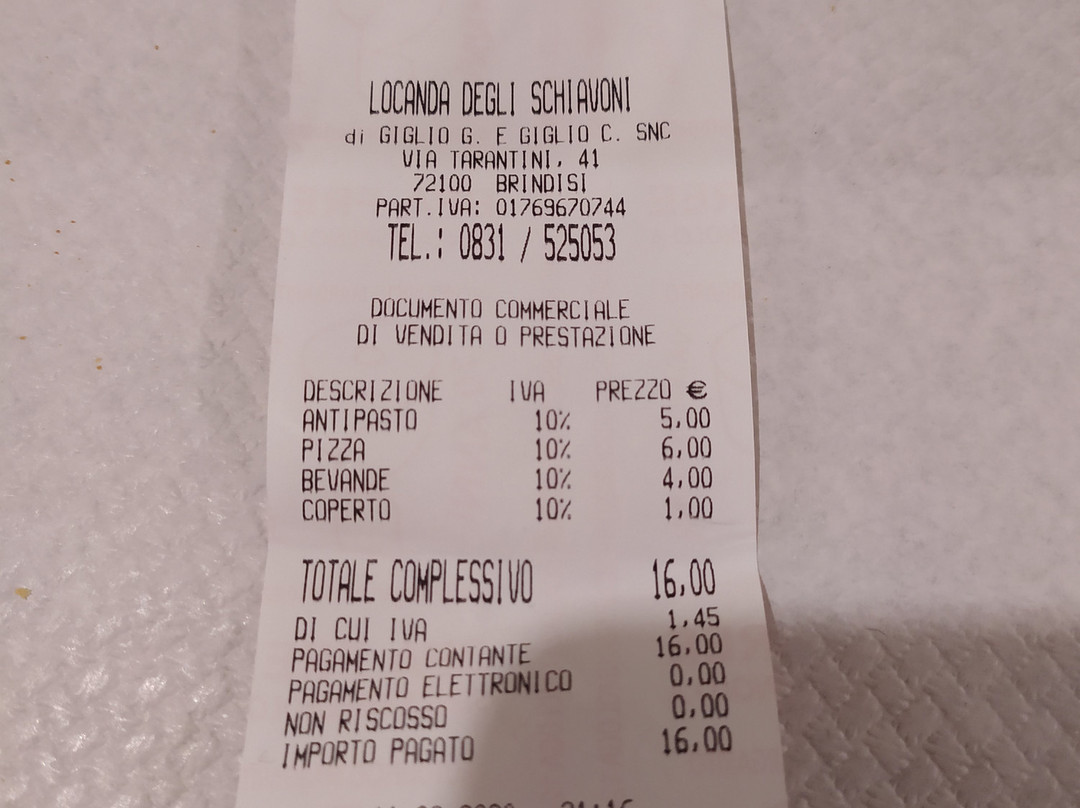 LOCANDA DEGLI SCHIAVONI
di GIGLIO G. E GIGLIO C. SNC
VIA TARANTINI, 41
72100 BRINDISI
PART.IVA: 01769670744
TEL.: 0831 / 525053
DOCUMENTO COMMERCIALE
DI VENDITA O PRESTAZIONE
DESCRIZIONE IVA PREZZO €
ANTIPASTO 10% 5,00
PIZZA 10% 6,00
BEVANDE 10% 4,00
COPERTO 10% 1,00
TOTALE COMPLESSIVO 16,00
DI CUI IVA 1,45
PAGAMENTO CONTANTE 16,00
PAGAMENTO ELETTRONICO 0,00
NON RISCOSSO 0,00
IMPORTO PAGATO 16,00